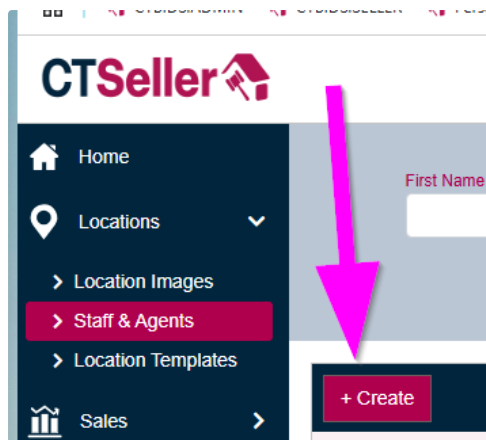 CTSeller
Home
Locations
Location Images
Staff & Agents
Location Templates
Sales
First Name
+ Create